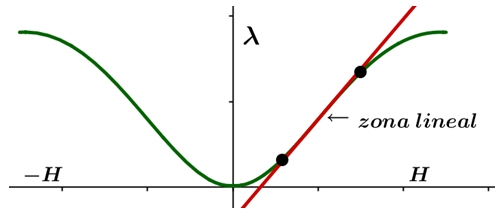 λ
← zona lineal
−H
H